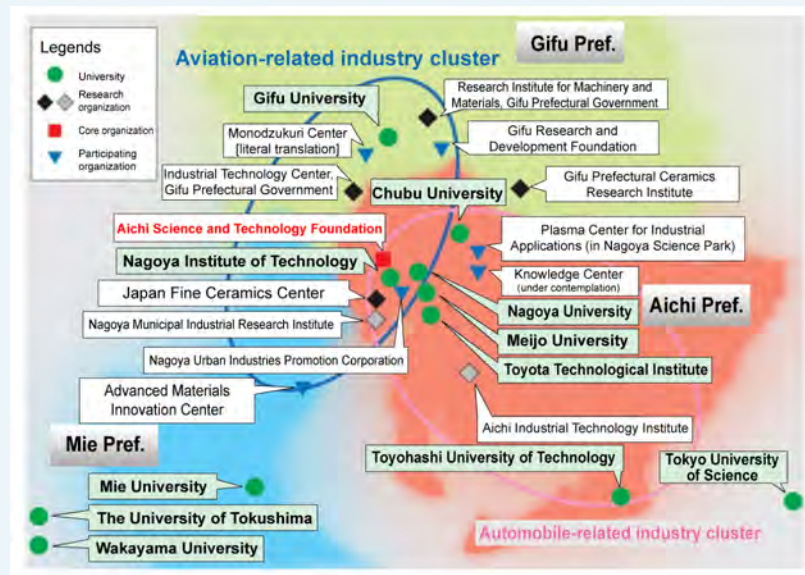 Legends
University
Research
organization
Core organization
Participating
organization
Aviation-related industry cluster
Gifu Pref.
Gifu University
Research Institute for Machinery and
Materials, Gifu Prefectural Government
Monodzukuri Center
[literal translation]
Gifu Research and
Development Foundation
Industrial Technology Center,
Gifu Prefectural Government
Chubu University
Gifu Prefectural Ceramics
Research Institute
Aichi Science and Technology Foundation
Plasma Center for Industrial
Applications (in Nagoya Science Park)
Nagoya Institute of Technology
Knowledge Center
(under contemplation)
Japan Fine Ceramics Center
Nagoya University
Aichi Pref.
Nagoya Municipal Industrial Research Institute
Meijo University
Nagoya Urban Industries Promotion Corporation
Toyota Technological Institute
Advanced Materials
Innovation Center
Aichi Industrial Technology Institute
Mie Pref.
Toyohashi University of Technology
Tokyo University
of Science
Mie University
The University of Tokushima
Wakayama University
Automobile-related industry cluster